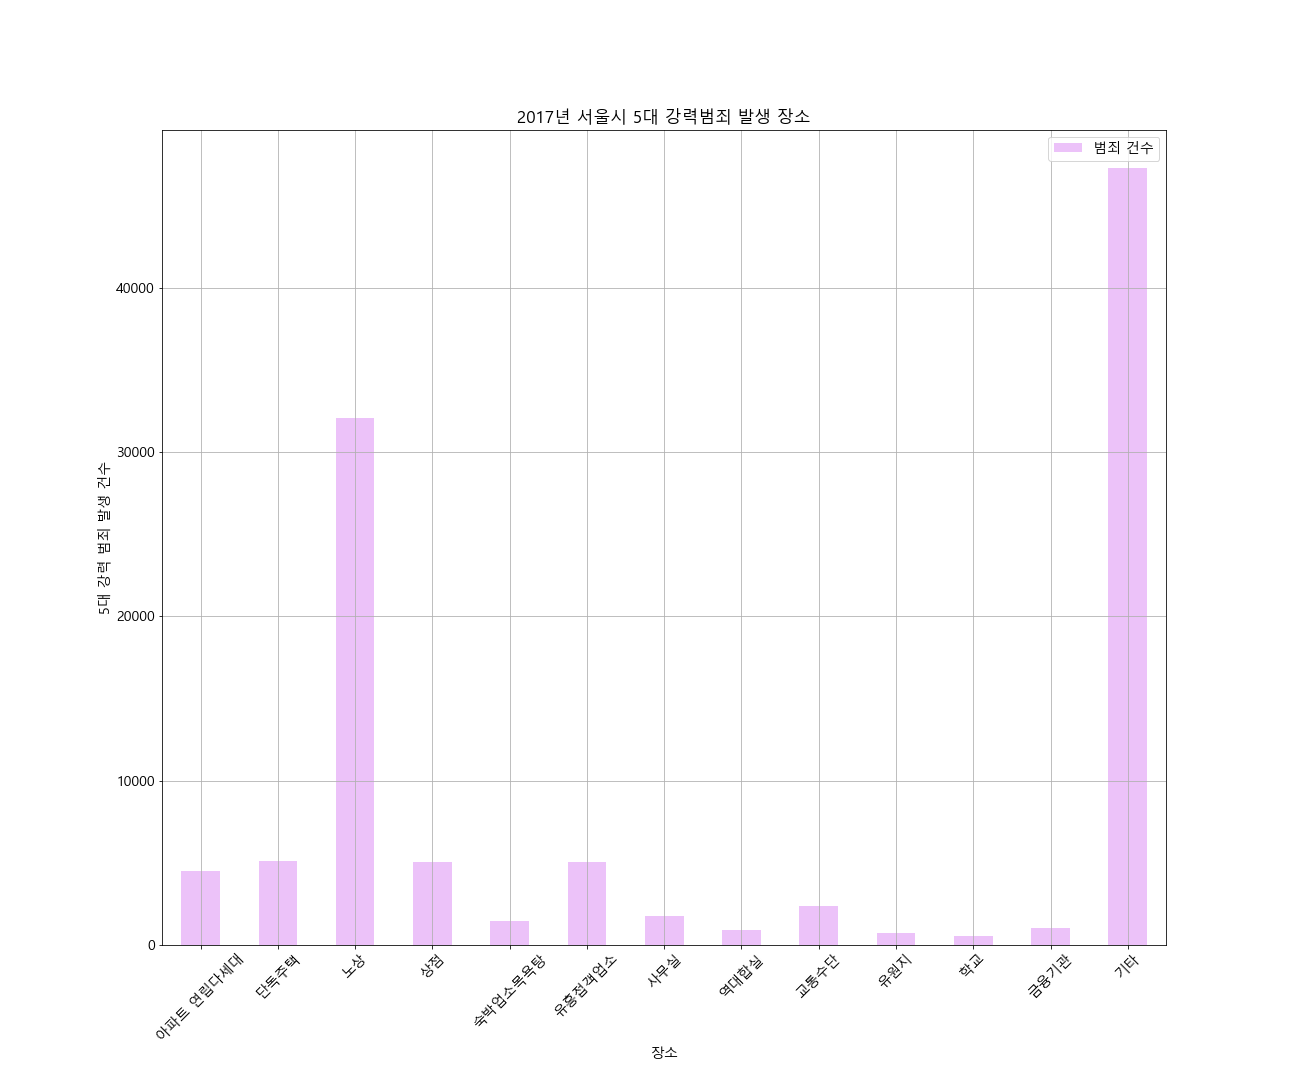 2017년 서울시 5대 강력범죄 발생 장소
범죄 건수
40000
30000
20000
10000
0
5대 강력 범죄 발생 건수
아파트 연립다세대
단독주택
노상
상점
숙박업소목욕탕
유흥접객업소
사무실
역대합실
교통수단
유원지
학교
금융기관
기타
장소